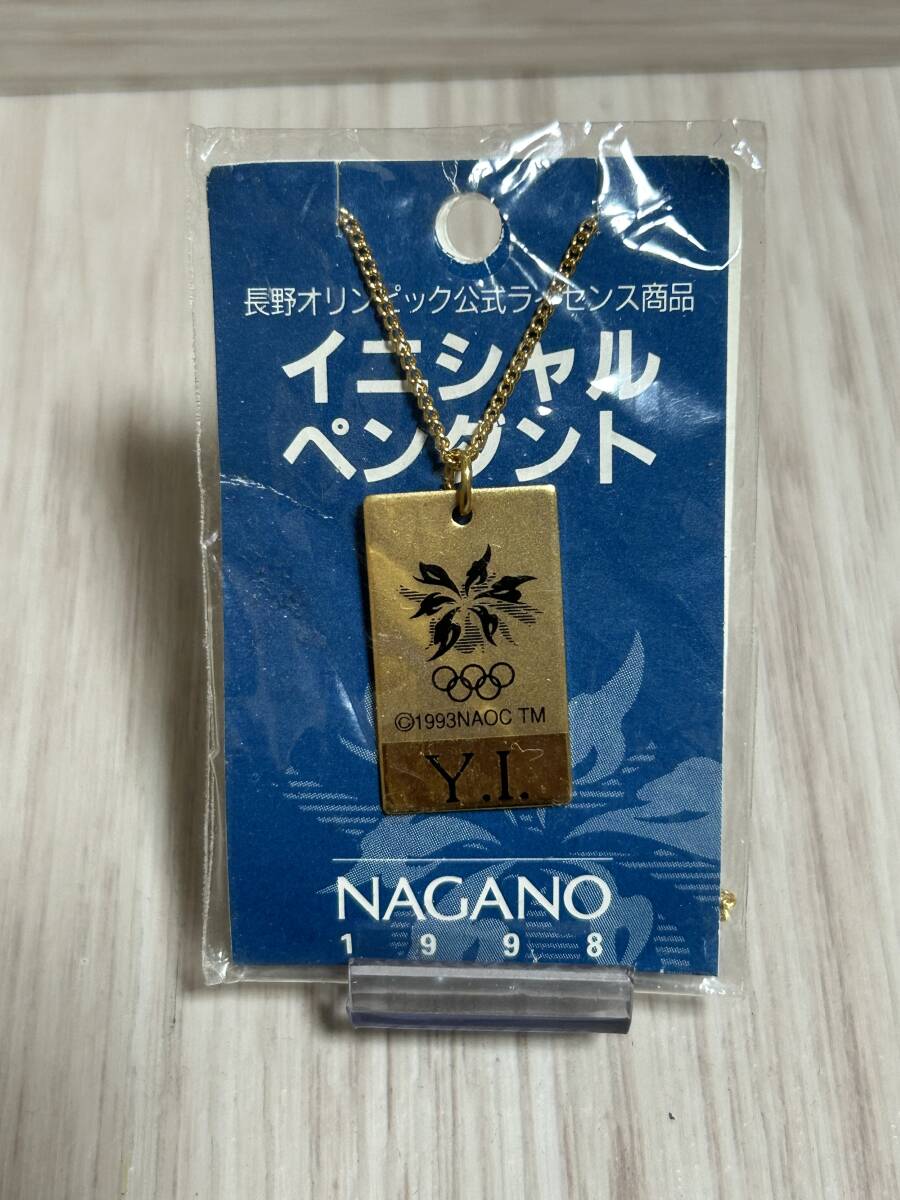 長野オリンピック公式ライセンス商品
イニシャル
ペンダント
©1993NAOC TM
Y.I.
NAGANO
1998